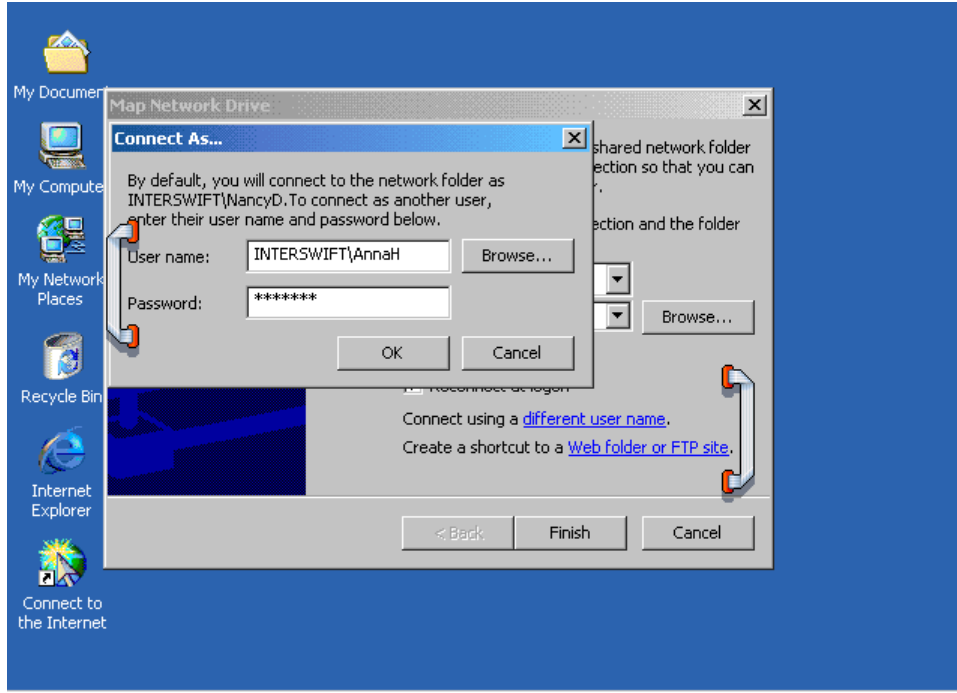 My Documen
My Compute
My Network
Places
Recycle Bin
Internet
Explorer
Connect to
the Internet
Map Network Drive
Connect As...
By default, you will connect to the network folder as
INTERSWIFT\NancyD.To connect as another user,
enter their user name and password below.
User name:
INTERSWIFT\AnnaH
Browse...
Password:
*******
OK
Cancel
shared network folder
ection so that you can
ection and the folder
Browse...
Reconnect at logon
Connect using a different user name.
Create a shortcut to a Web folder or FTP site.
< Back
Finish
Cancel